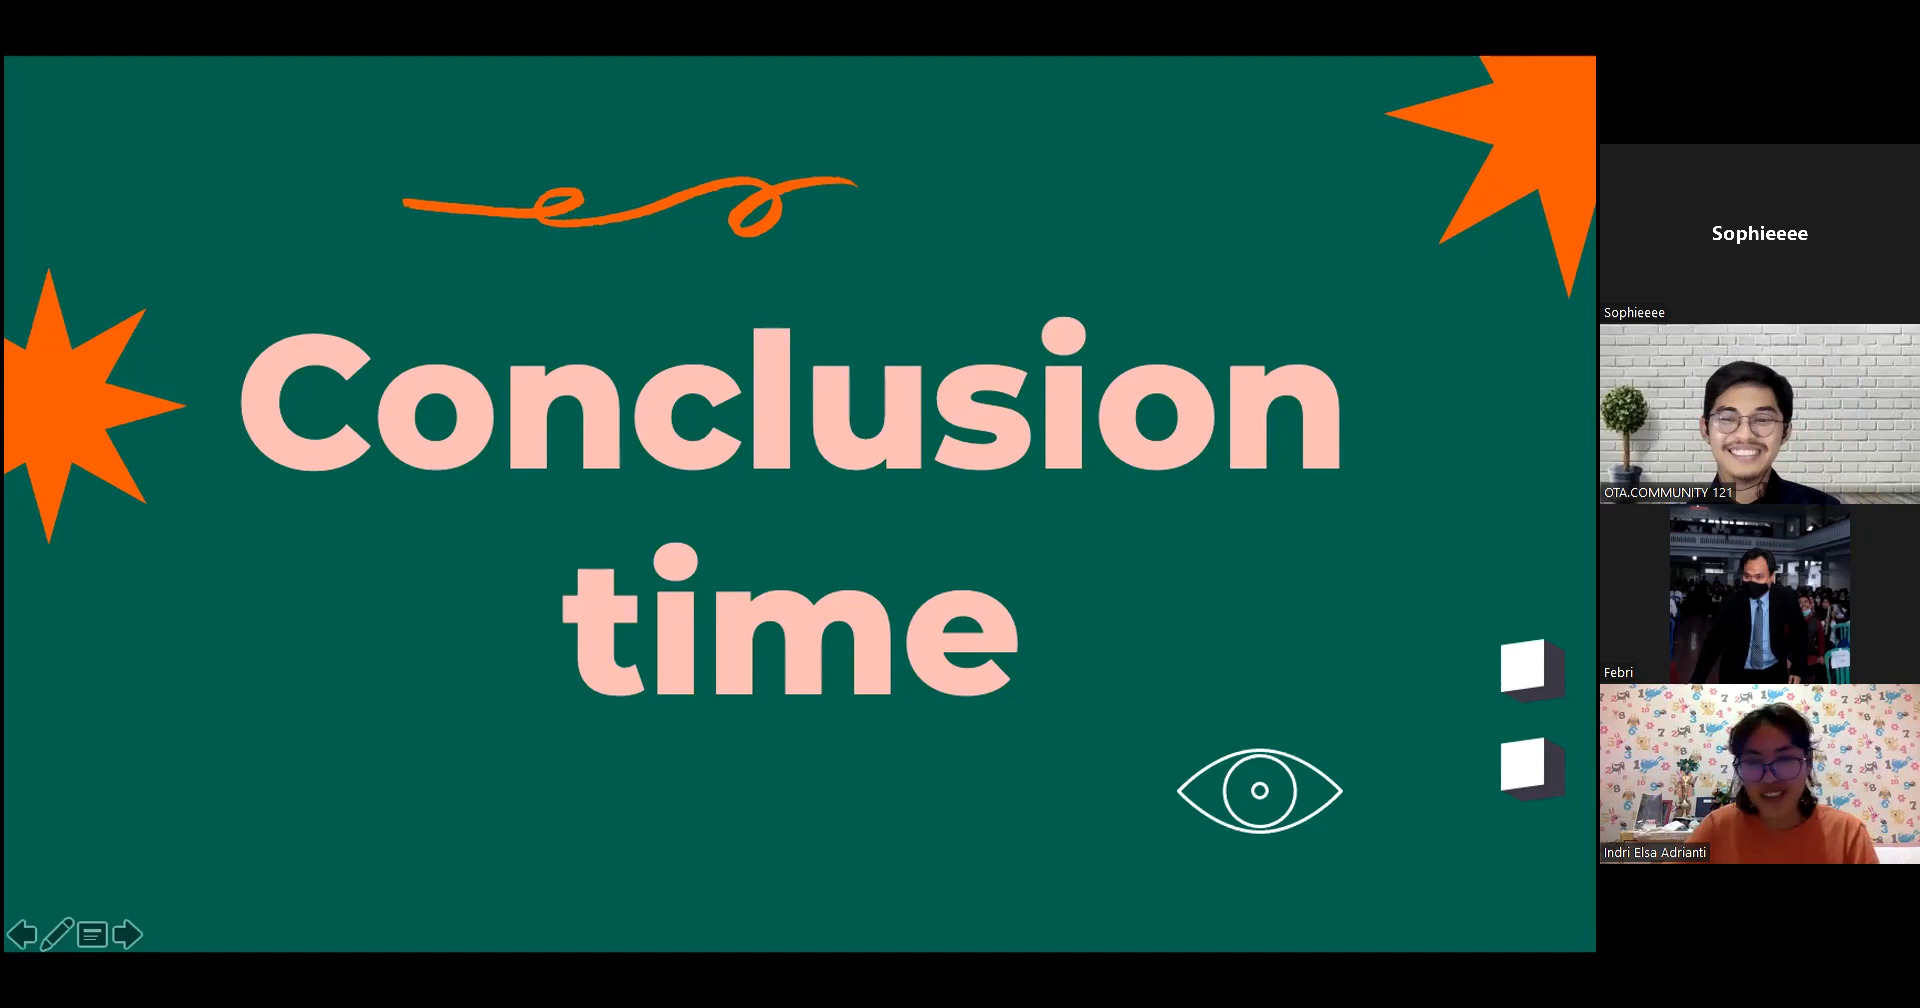 Conclusion
time
Sophieeee
Sophieeee
OTA.COMMUNITY 121
Febri
Indri Elsa Adrianti